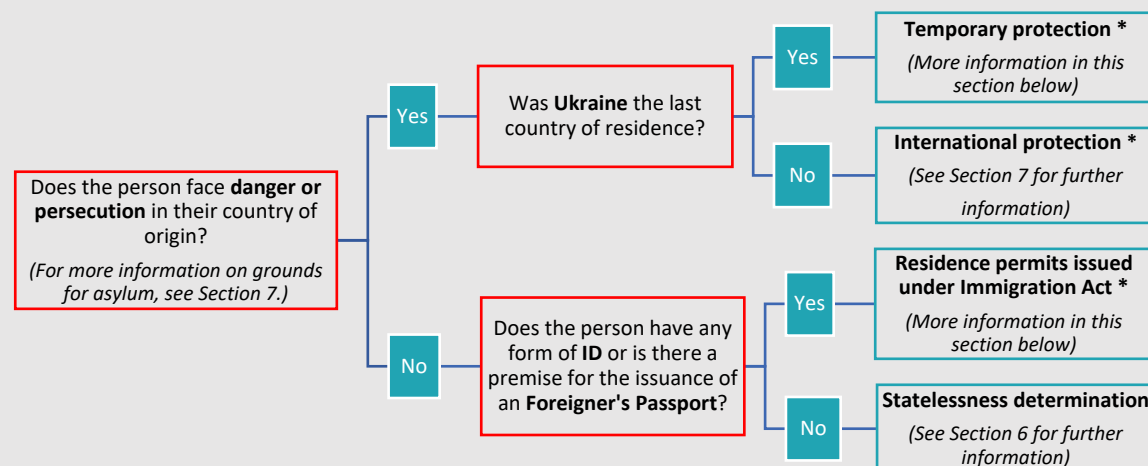 Does the person face danger or
persecution in their country of
origin?
(For more information on grounds
for asylum, see Section 7.)
Yes
Was Ukraine the last
country of residence?
Yes
Temporary protection *
(More information in this
section below)
No
International protection *
(See Section 7 for further
information)
No
Does the person have any
form of ID or is there a
premise for the issuance of
an Foreigner's Passport?
Yes
Residence permits issued
under Immigration Act *
(More information in this
section below)
No
Statelessness determination
(See Section 6 for further
information)